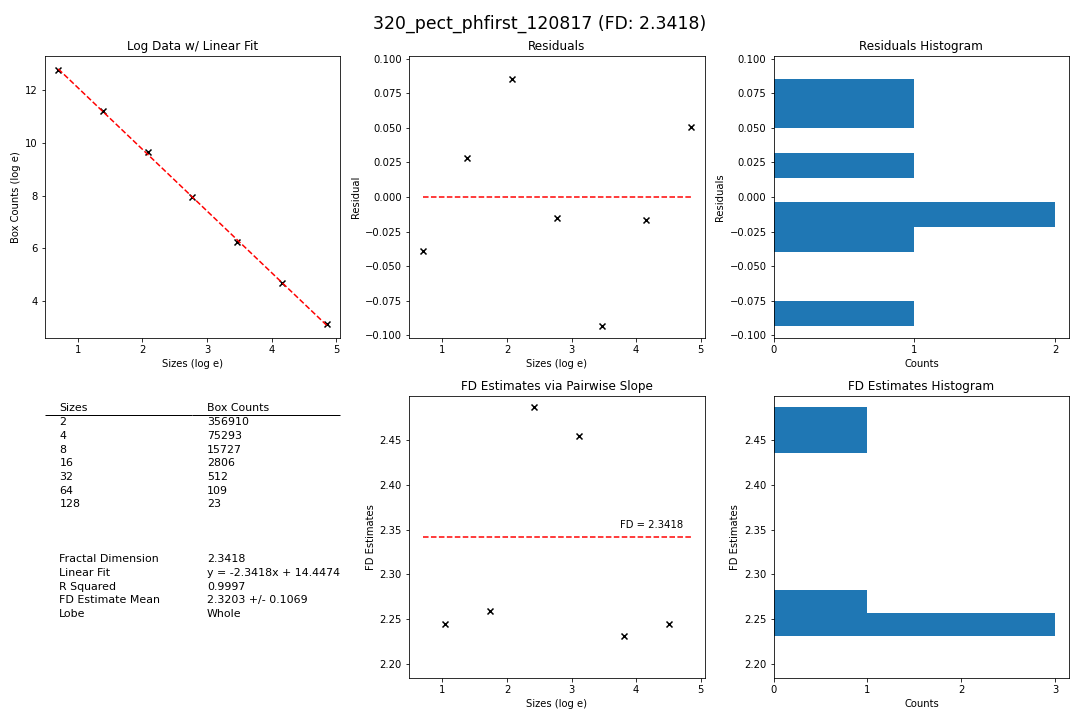 320_pect_phfirst_120817 (FD: 2.3418)
Log Data w/ Linear Fit
Box Counts (log e)
12
10
8
6
4
1 2 3 4 5
Sizes (log e)
Residuals
Residual
0.100
0.075
0.050
0.025
0.000
−0.025
−0.050
−0.075
−0.100
1 2 3 4 5
Sizes (log e)
Residuals Histogram
Residuals
0.100
0.075
0.050
0.025
0.000
−0.025
−0.050
−0.075
−0.100
0 1 2
Counts
Sizes Box Counts
2 356910
4 75293
8 15727
16 2806
32 512
64 109
128 23
Fractal Dimension 2.3418
Linear Fit y = -2.3418x + 14.4474
R Squared 0.9997
FD Estimate Mean 2.3203 +/- 0.1069
Lobe Whole
FD Estimates via Pairwise Slope
FD Estimates
2.45
2.40
2.35
2.30
2.25
2.20
FD = 2.3418
1 2 3 4 5
Sizes (log e)
FD Estimates Histogram
FD Estimates
2.45
2.40
2.35
2.30
2.25
2.20
0 1 2 3
Counts